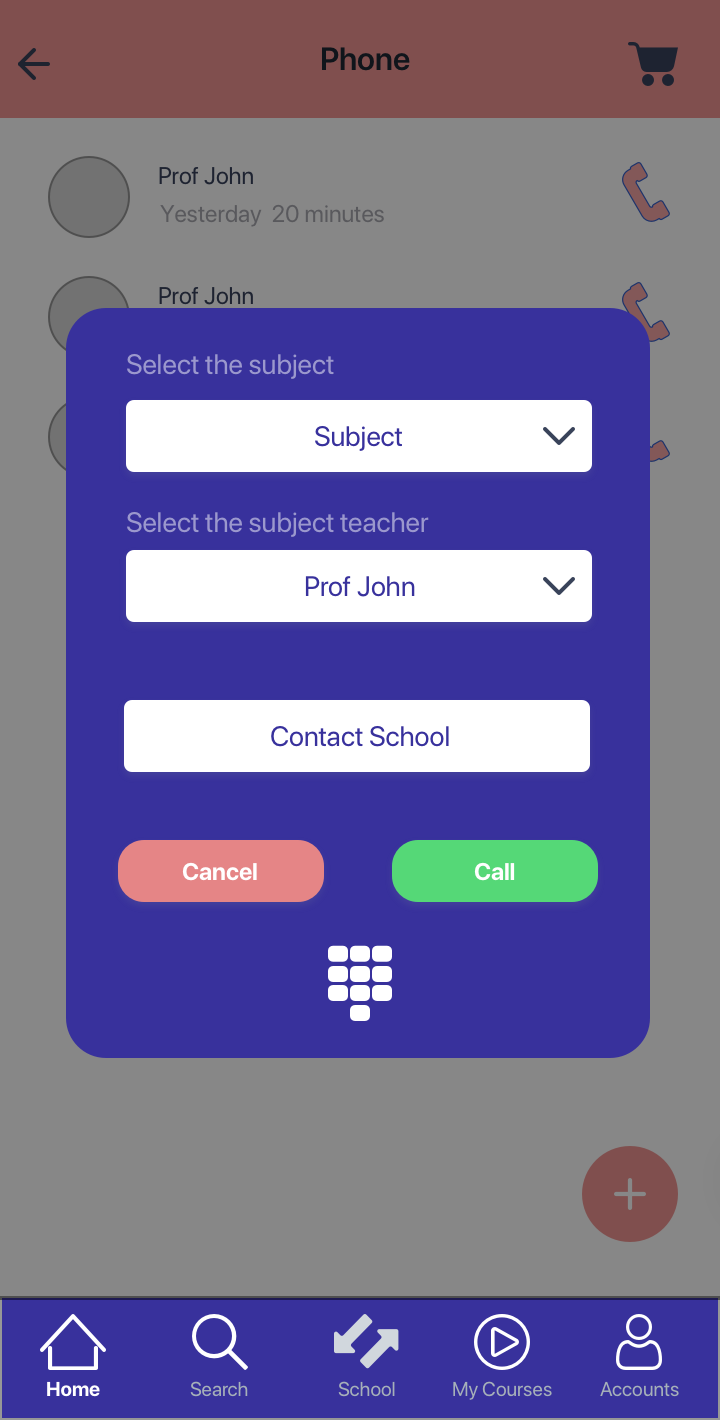 Phone
Prof John
Yesterday 20 minutes
Prof John
Select the subject
Subject
Select the subject teacher
Prof John
Contact School
Cancel
Call
Home
Search
School
My Courses
Accounts